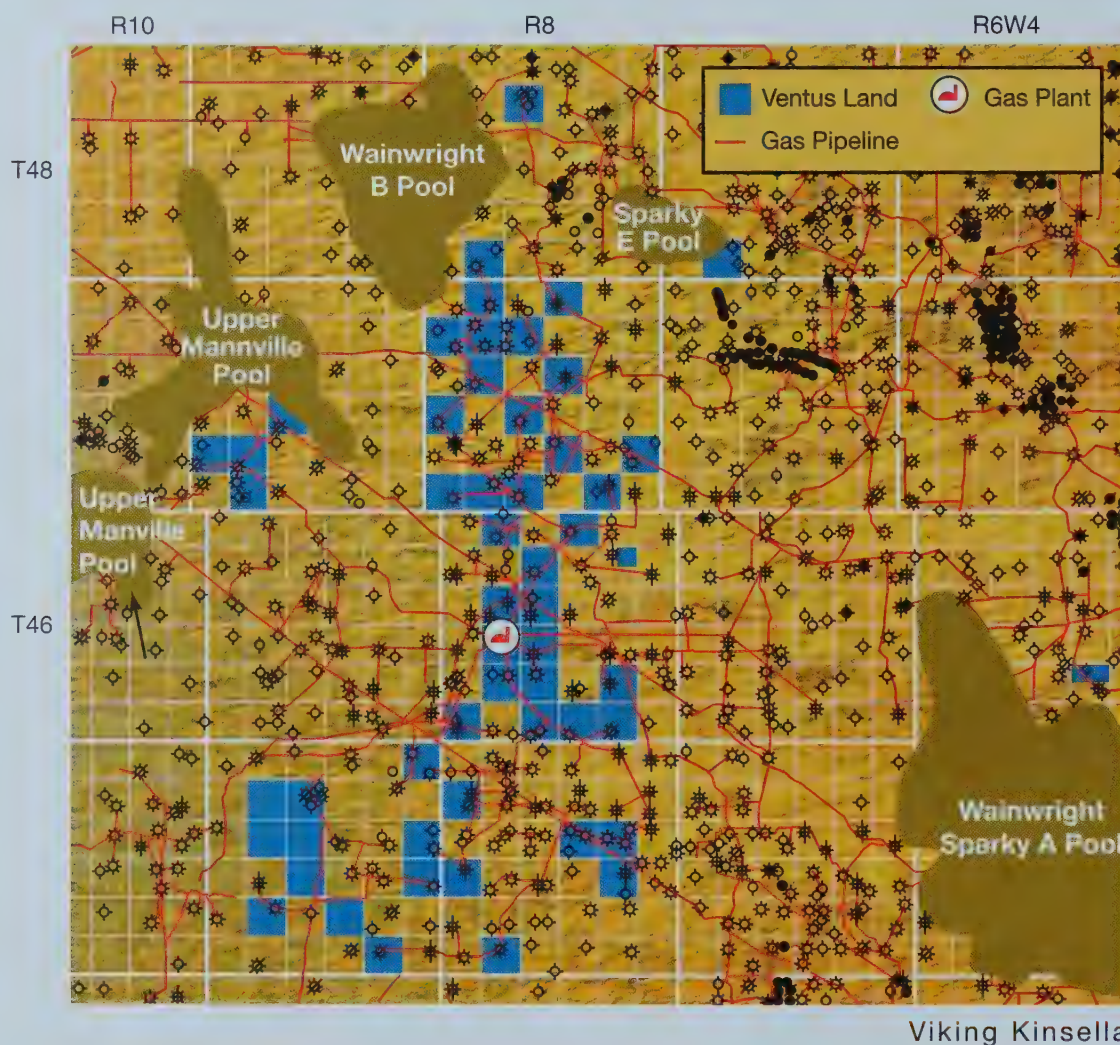 R10
R8
R6W4
Ventus Land
Gas Plant
Gas Pipeline
T48
Wainwright
B Pool
Sparky
E Pool
Upper
Mannville
Pool
Upper
Manville
Pool
T46
Wainwright
Sparky A Pool
Viking Kinsella